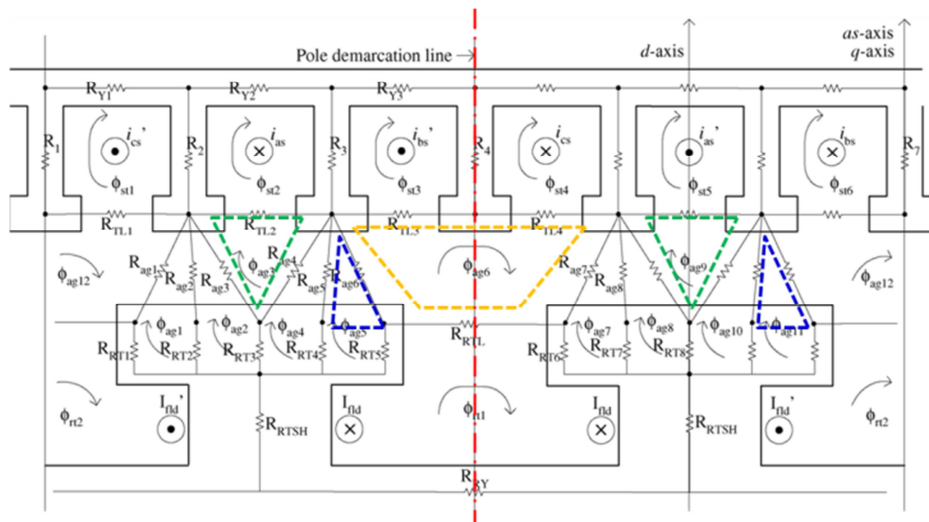 as-axis
Pole demarcation line d-axis q-axis
R_Y1 R_Y2 R_Y3
i_cs' i_as i_bs' i_cs i_as' i_bs
R_1 R_2 R_3 R_4 R_7
ϕ_st1 ϕ_st2 ϕ_st3 ϕ_st4 ϕ_st5 ϕ_st6
R_TL1 R_TL2 R_TL3 R_TL4
ϕ_ag12 R_ag1 R_ag2 R_ag3 ϕ_ag3 R_ag4 R_ag5 ϕ_ag6 R_ag7 R_ag8 ϕ_ag9 ϕ_ag12
ϕ_ag1 ϕ_ag2 ϕ_ag4 ϕ_ag5 R_RTL ϕ_ag7 ϕ_ag8 ϕ_ag10 ϕ_ag11
R_RT1 R_RT2 R_RT3 R_RT4 R_RT5 R_RT6 R_RT7 R_RT8
ϕ_rt2 I_fld' I_fld ϕ_rt1 I_fld I_fld' ϕ_rt2
R_RTSH R_RTSH